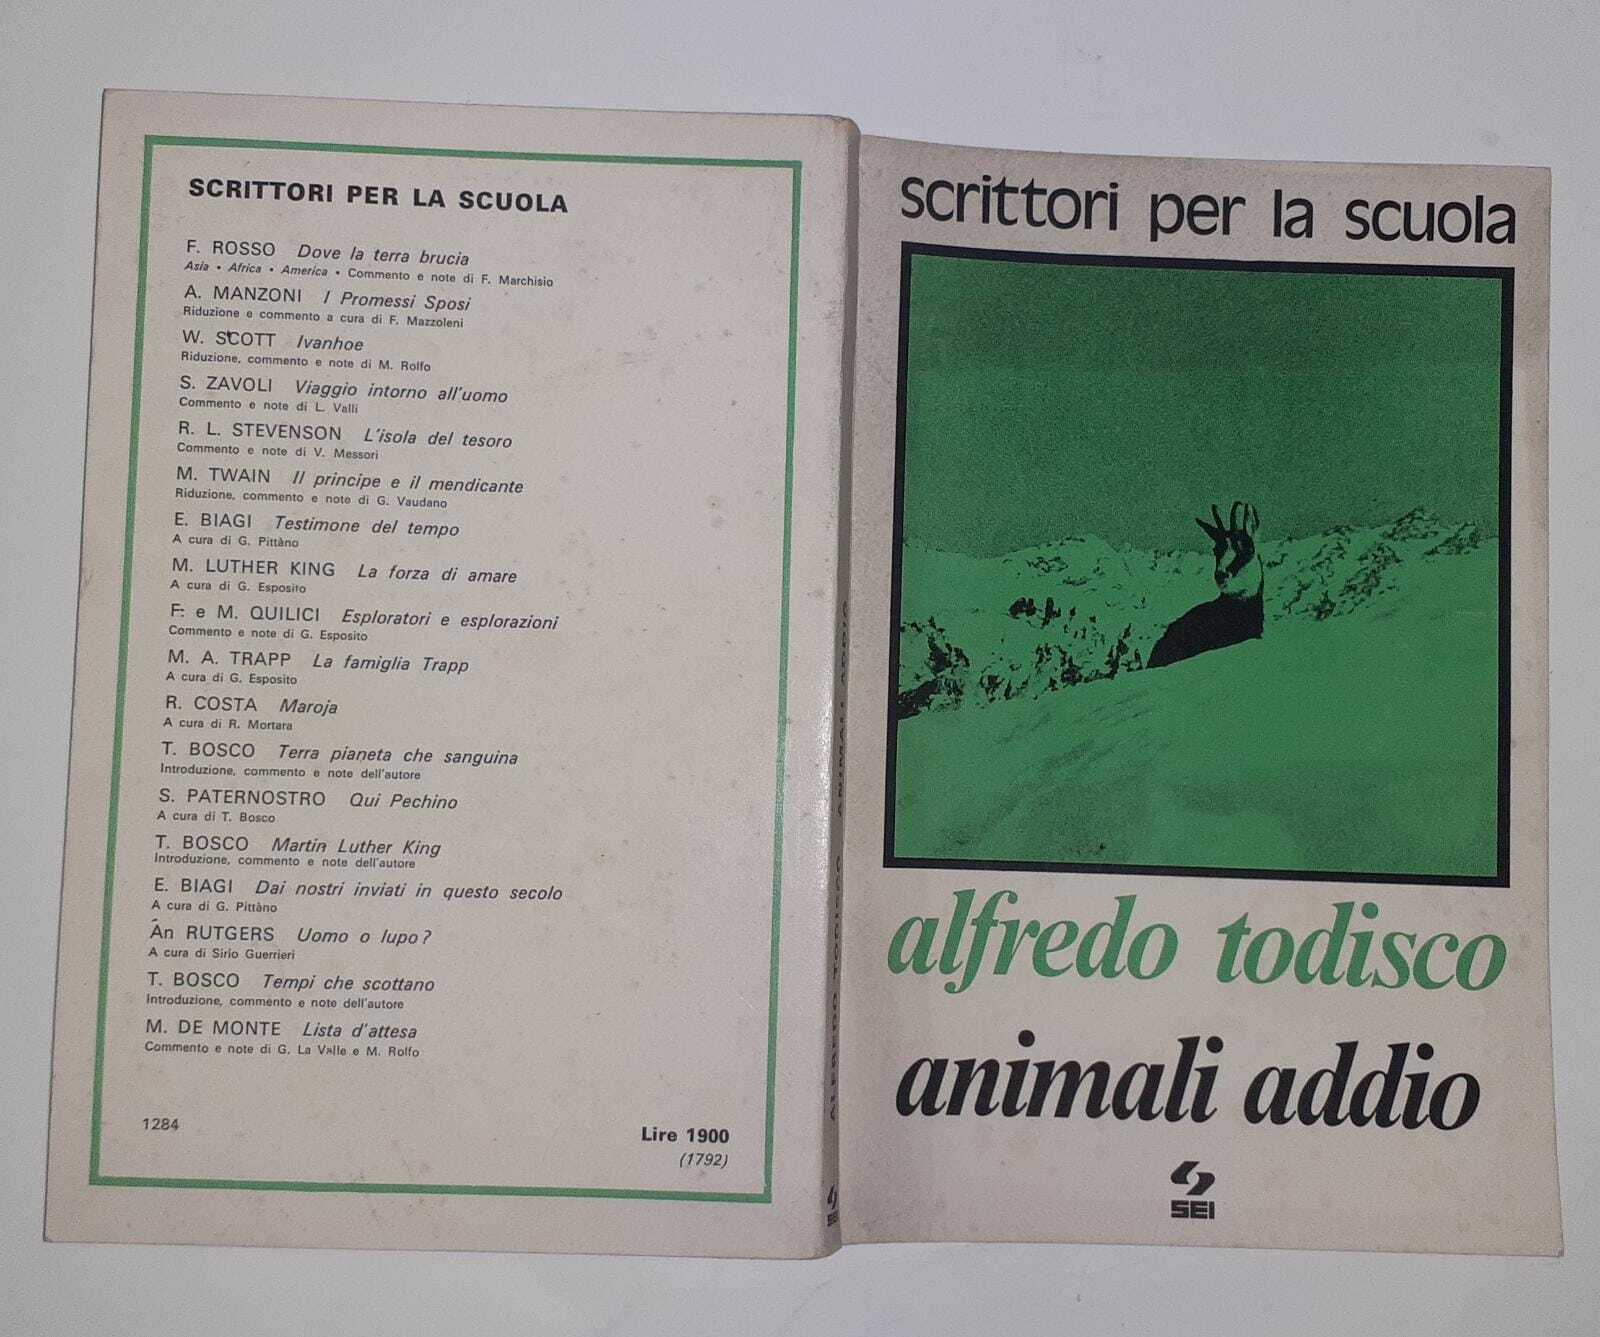 SCRITTORI PER LA SCUOLA
F. ROSSO Dove la terra brucia
Asia • Africa • America • Commento e note di F. Marchisio
A. MANZONI I Promessi Sposi
Riduzione e commento a cura di F. Mazzoleni
W. SCOTT Ivanhoe
Riduzione, commento e note di M. Rolfo
S. ZAVOLI Viaggio intorno all'uomo
Commento e note di L. Valli
R. L. STEVENSON L'isola del tesoro
Commento e note di V. Messori
M. TWAIN Il principe e il mendicante
Riduzione, commento e note di G. Vaudano
E. BIAGI Testimone del tempo
A cura di G. Pittàno
M. LUTHER KING La forza di amare
A cura di G. Esposito
F. e M. QUILICI Esploratori e esplorazioni
Commento e note di G. Esposito
M. A. TRAPP La famiglia Trapp
A cura di G. Esposito
R. COSTA Maroja
A cura di R. Mortara
T. BOSCO Terra pianeta che sanguina
Introduzione, commento e note dell'autore
S. PATERNOSTRO Qui Pechino
A cura di T. Bosco
T. BOSCO Martin Luther King
Introduzione, commento e note dell'autore
E. BIAGI Dai nostri inviati in questo secolo
A cura di G. Pittàno
An RUTGERS Uomo o lupo?
A cura di Sirio Guerrieri
T. BOSCO Tempi che scottano
Introduzione, commento e note dell'autore
M. DE MONTE Lista d'attesa
Commento e note di G. La Valle e M. Rolfo
1284
Lire 1900
(1792)
ALFREDO TODISCO ANIMALI ADDIO
SEI
scrittori per la scuola
alfredo todisco
animali addio
SEI